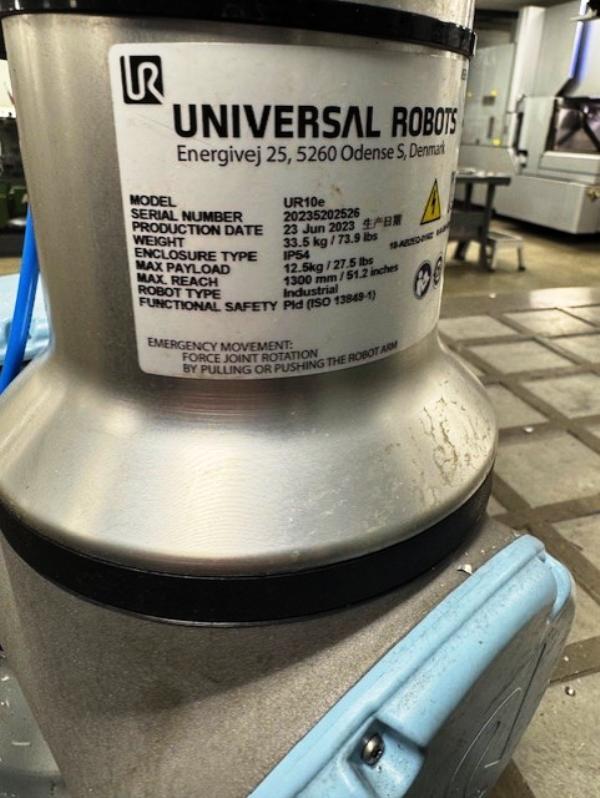 UR
UNIVERSAL ROBOTS
Energivej 25, 5260 Odense S, Denmark
MODEL UR10e
SERIAL NUMBER 20235202526
PRODUCTION DATE 23 Jun 2023 生产日期
WEIGHT 33.5 kg / 73.9 lbs
ENCLOSURE TYPE IP54
MAX PAYLOAD 12.5kg / 27.5 lbs
MAX. REACH 1300 mm / 51.2 inches
ROBOT TYPE Industrial
FUNCTIONAL SAFETY Pld (ISO 13849-1)
EMERGENCY MOVEMENT:
FORCE JOINT ROTATION
BY PULLING OR PUSHING THE ROBOT ARM